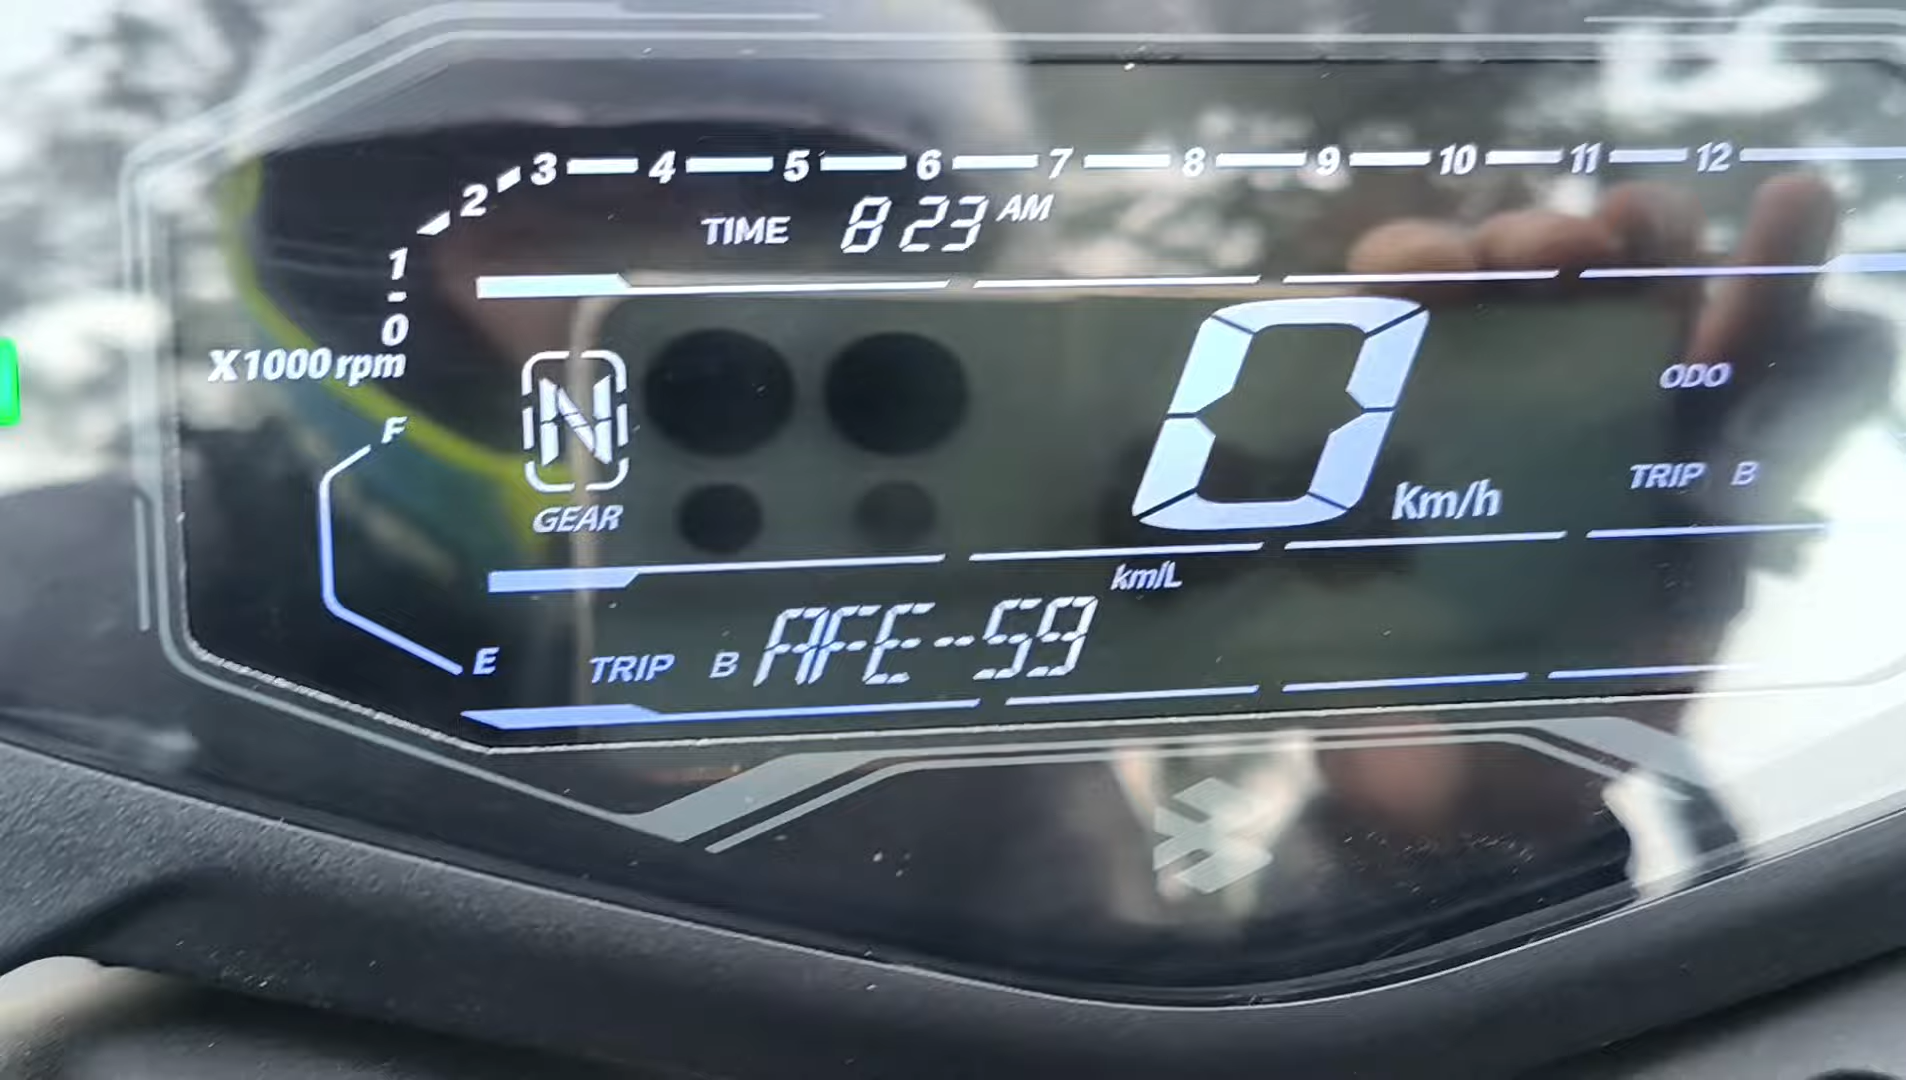 1 2 3 4 5 6 7 8 9 10 11 12
TIME 8 23 AM
0
X1000 rpm
F
N
GEAR
0 Km/h
ODO
TRIP B
E
km/L
TRIP B AFE--59